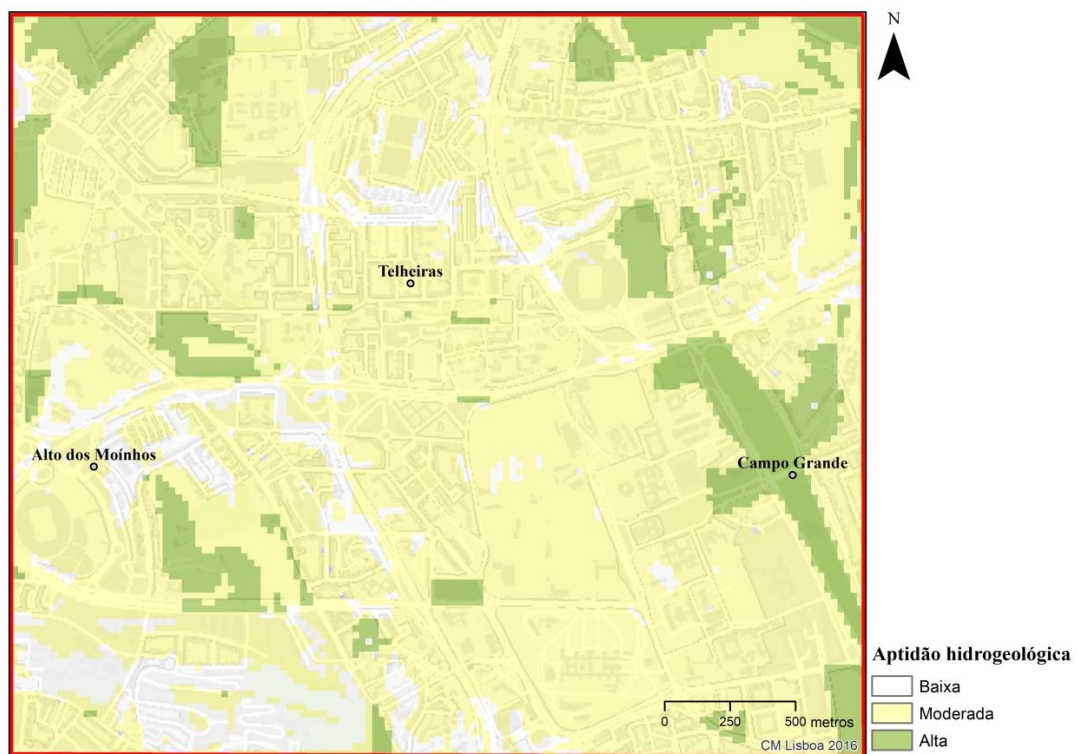 N
Telheiras
Alto dos Moínhos
Campo Grande
0 250 500 metros
CM Lisboa 2016
Aptidão hidrogeológica
Baixa
Moderada
Alta